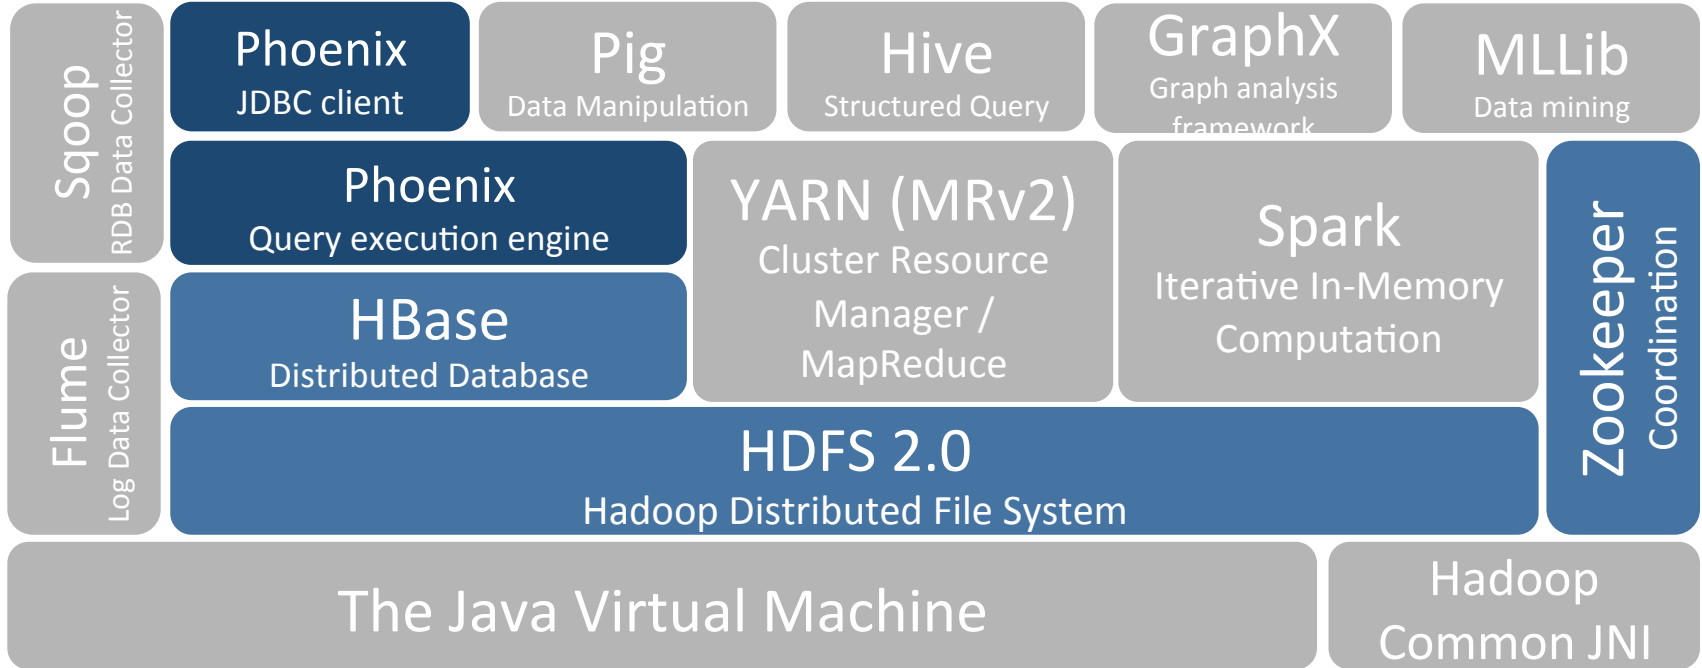 Sqoop
RDB Data Collector
Phoenix
JDBC client
Pig
Data Manipulation
Hive
Structured Query
GraphX
Graph analysis
framework
MLLib
Data mining
Phoenix
Query execution engine
YARN (MRv2)
Cluster Resource
Manager /
MapReduce
Spark
Iterative In-Memory
Computation
Zookeeper
Coordination
Flume
Log Data Collector
HBase
Distributed Database
HDFS 2.0
Hadoop Distributed File System
The Java Virtual Machine
Hadoop
Common JNI